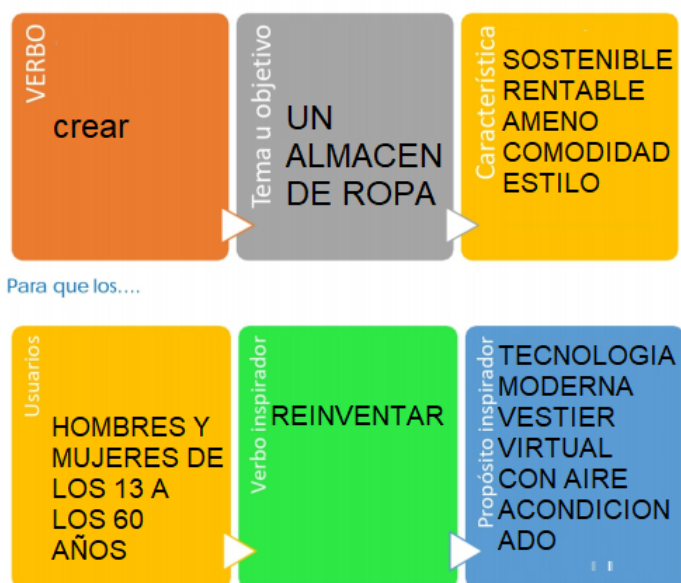 VERBO
crear
Tema u objetivo
UN
ALMACEN
DE ROPA
Característica
SOSTENIBLE
RENTABLE
AMENO
COMODIDAD
ESTILO
Para que los....
Usuarios
HOMBRES Y
MUJERES DE
LOS 13 A
LOS 60
AÑOS
Verbo inspirador
REINVENTAR
Propósito inspirador
TECNOLOGIA
MODERNA
VESTIER
VIRTUAL
CON AIRE
ACONDICION
ADO